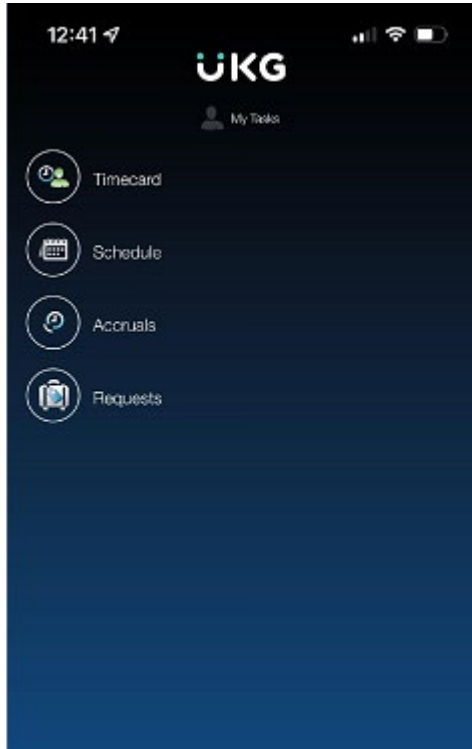 12:41
UKG
My Tasks
Timecard
Schedule
Accruals
Requests